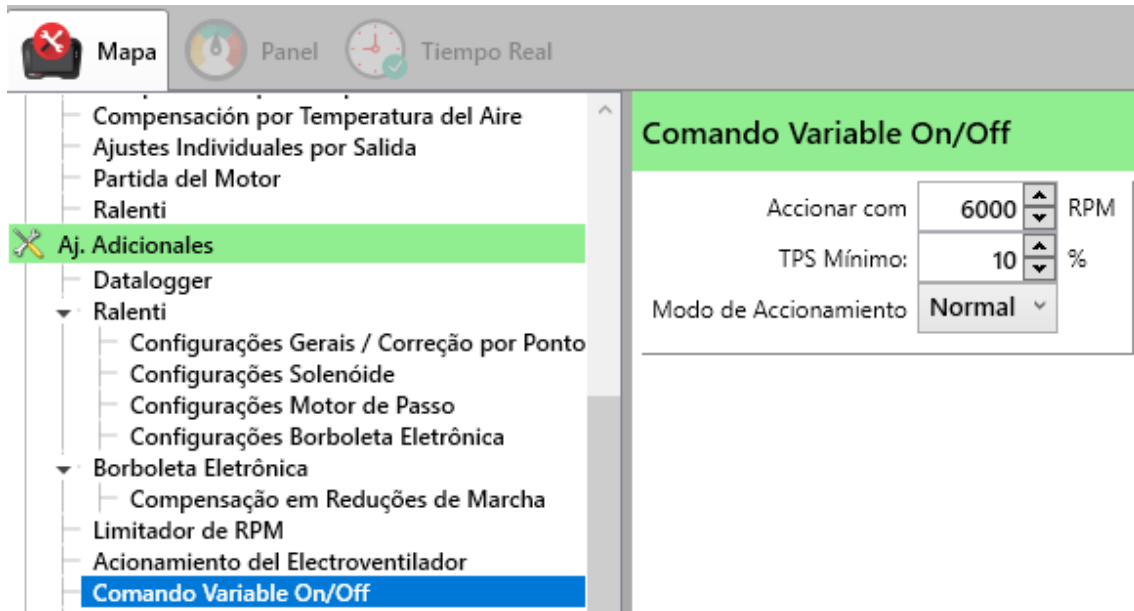 Mapa
Panel
Tiempo Real
Compensación por Temperatura del Aire
Ajustes Individuales por Salida
Partida del Motor
Ralenti
Aj. Adicionales
Datalogger
Ralenti
Configurações Gerais / Correção por Ponto
Configurações Solenóide
Configurações Motor de Passo
Configurações Borboleta Eletrônica
Borboleta Eletrônica
Compensação em Reduções de Marcha
Limitador de RPM
Acionamiento del Electroventilador
Comando Variable On/Off
Comando Variable On/Off
Accionar com 6000 RPM
TPS Mínimo: 10 %
Modo de Accionamiento Normal